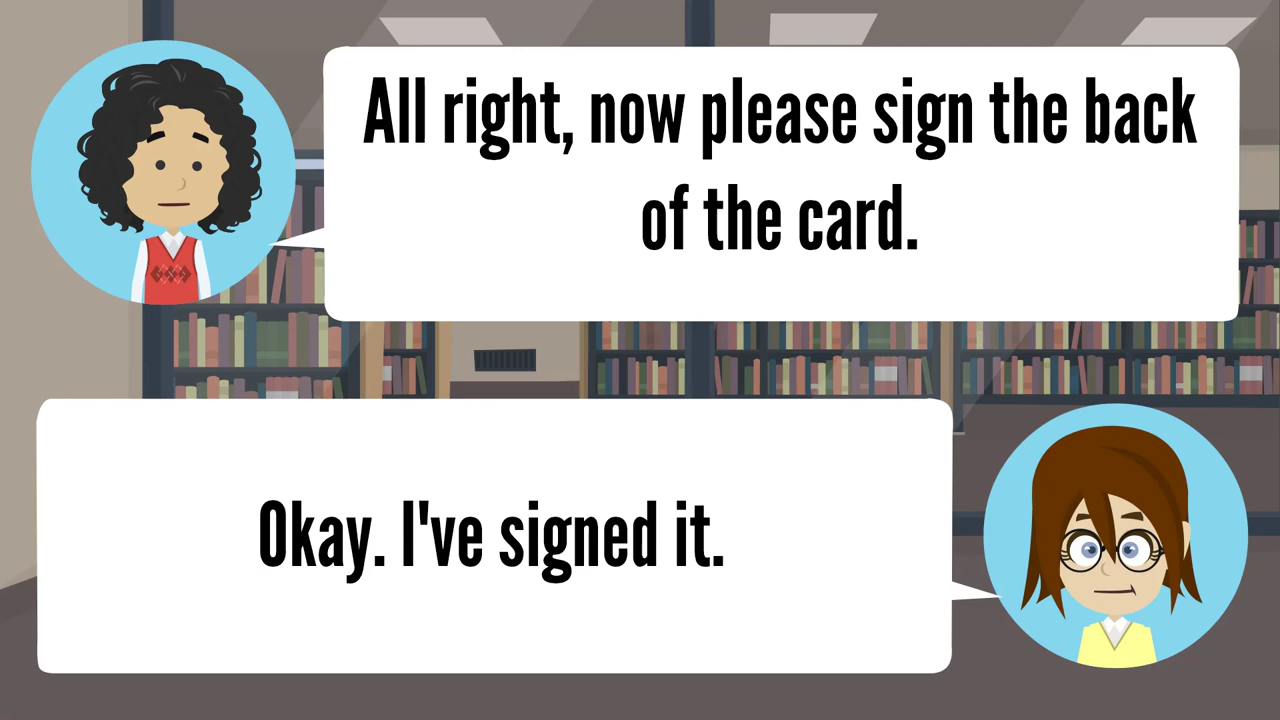 All right, now please sign the back
of the card.
Okay. I've signed it.